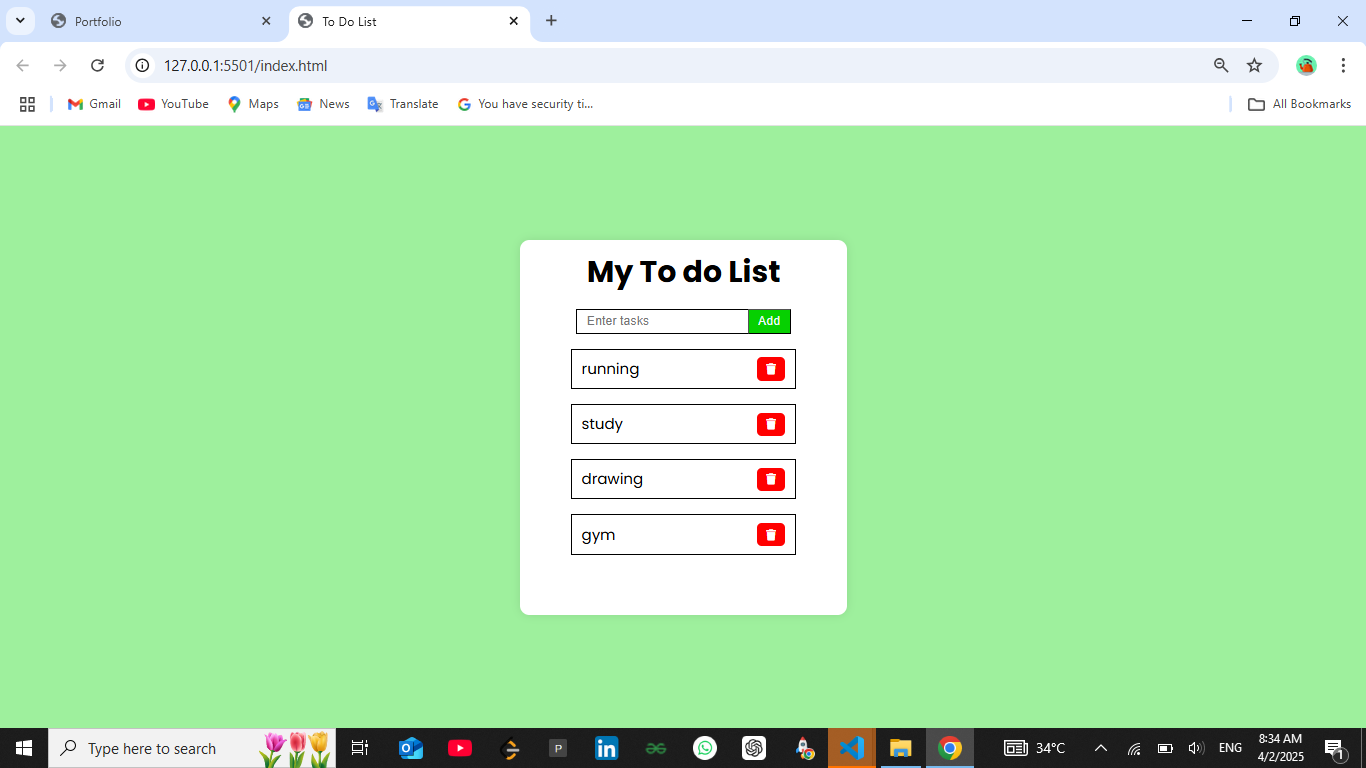 Portfolio
To Do List
127.0.0.1:5501/index.html
Gmail
YouTube
Maps
News
Translate
You have security ti...
All Bookmarks
My To do List
Enter tasks
Add
running
study
drawing
gym
Type here to search
P
in
34°C
ENG
8:34 AM
4/2/2025
1